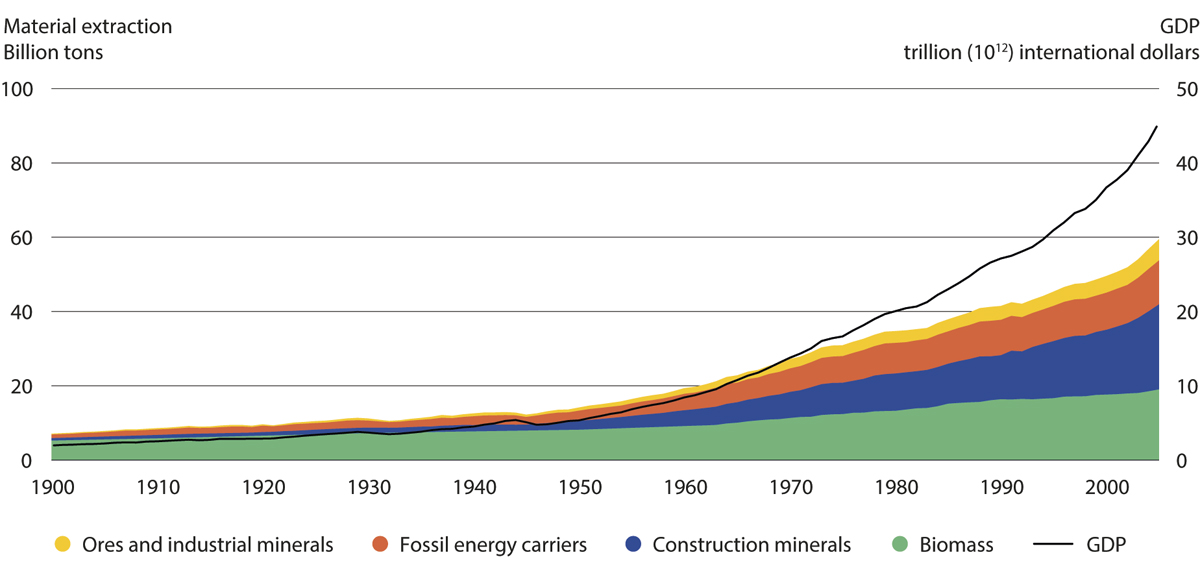 Material extraction
Billion tons
GDP
trillion (10¹²) international dollars
100
80
60
40
20
0
50
40
30
20
10
0
1900 1910 1920 1930 1940 1950 1960 1970 1980 1990 2000
Ores and industrial minerals Fossil energy carriers Construction minerals Biomass GDP